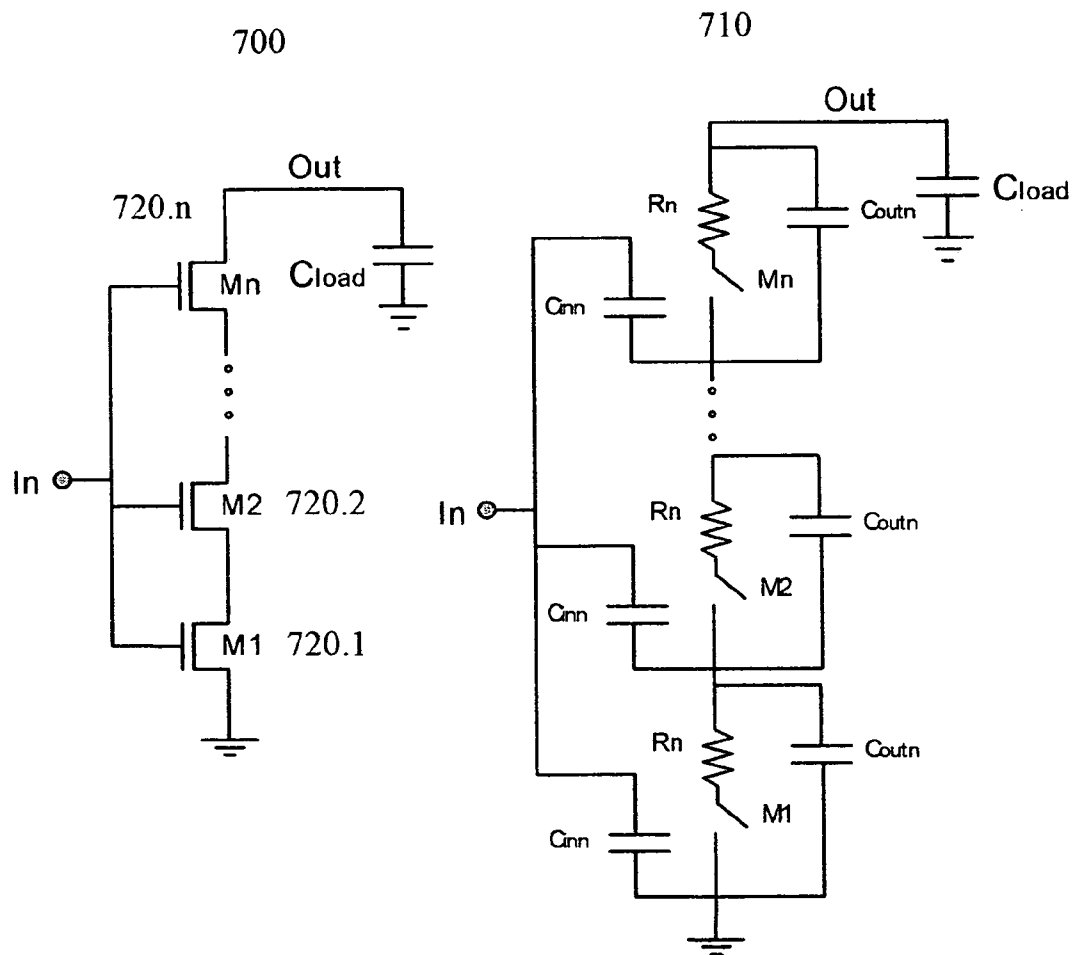 700
710
Out
Out
720.n
Rn
Coutn
Cload
Mn
Cload
Mn
Cinn
In
M2
720.2
In
Rn
Coutn
M2
Cinn
M1
720.1
Rn
Coutn
M1
Cinn